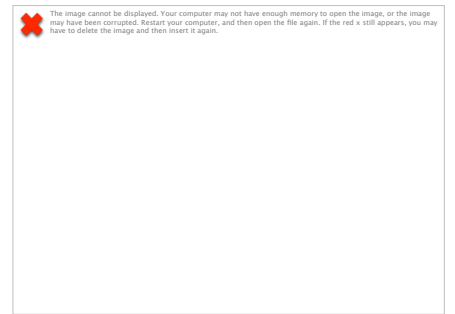 The image cannot be displayed. Your computer may not have enough memory to open the image, or the image
may have been corrupted. Restart your computer, and then open the file again. If the red x still appears, you may
have to delete the image and then insert it again.